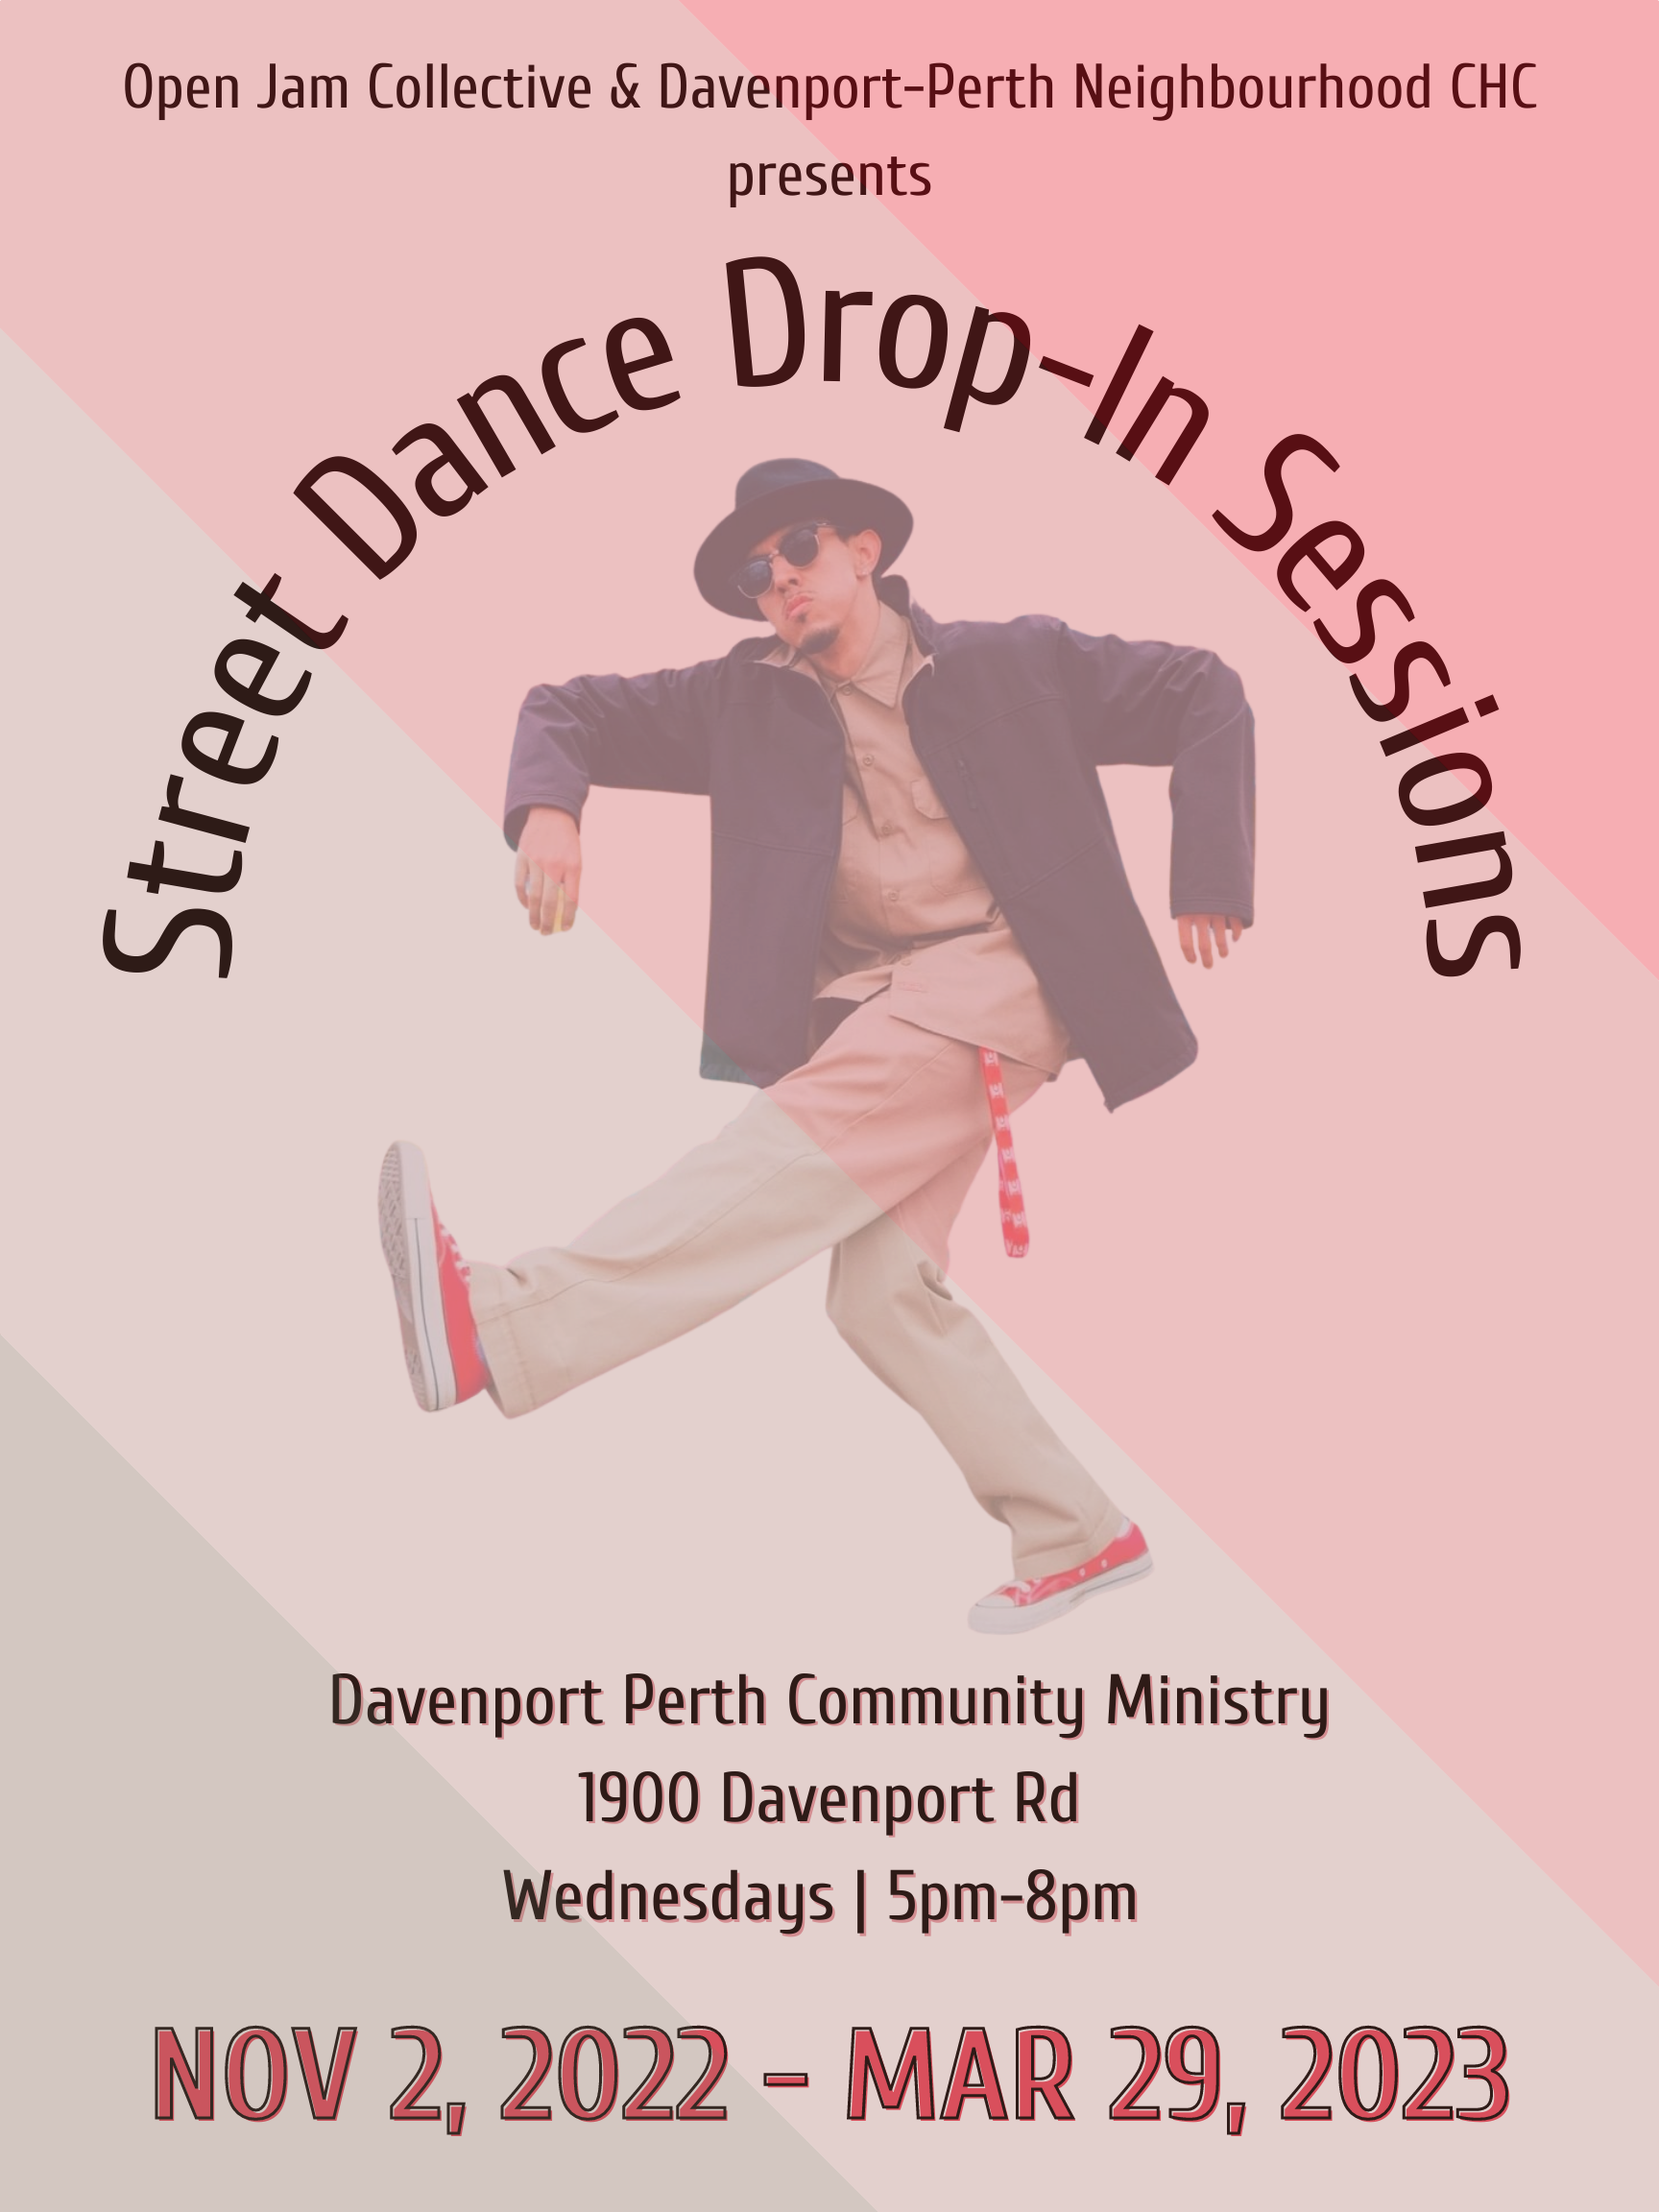 Open Jam Collective & Davenport-Perth Neighbourhood CHC
presents
Street Dance Drop-In Sessions
Davenport Perth Community Ministry
1900 Davenport Rd
Wednesdays | 5pm-8pm
NOV 2, 2022 - MAR 29, 2023